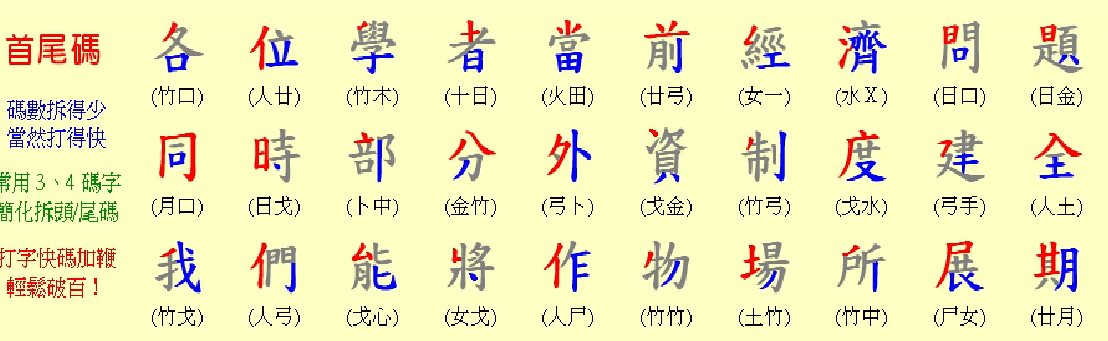 首尾碼
碼數拆得少
當然打得快
常用3、4碼字
簡化拆頭/尾碼
打字快碼加鞭
輕鬆破百！
各 位 學 者 當 前 經 濟 問 題
(竹口) (人廿) (竹木) (十日) (火田) (廿弓) (女一) (水X) (日口) (日金)
同 時 部 分 外 資 制 度 建 全
(月口) (日戈) (卜中) (金竹) (弓卜) (戈金) (竹弓) (戈水) (弓手) (人土)
我 們 能 將 作 物 場 所 展 期
(竹戈) (人弓) (戈心) (女戈) (人尸) (竹竹) (土竹) (竹中) (尸女) (廿月)